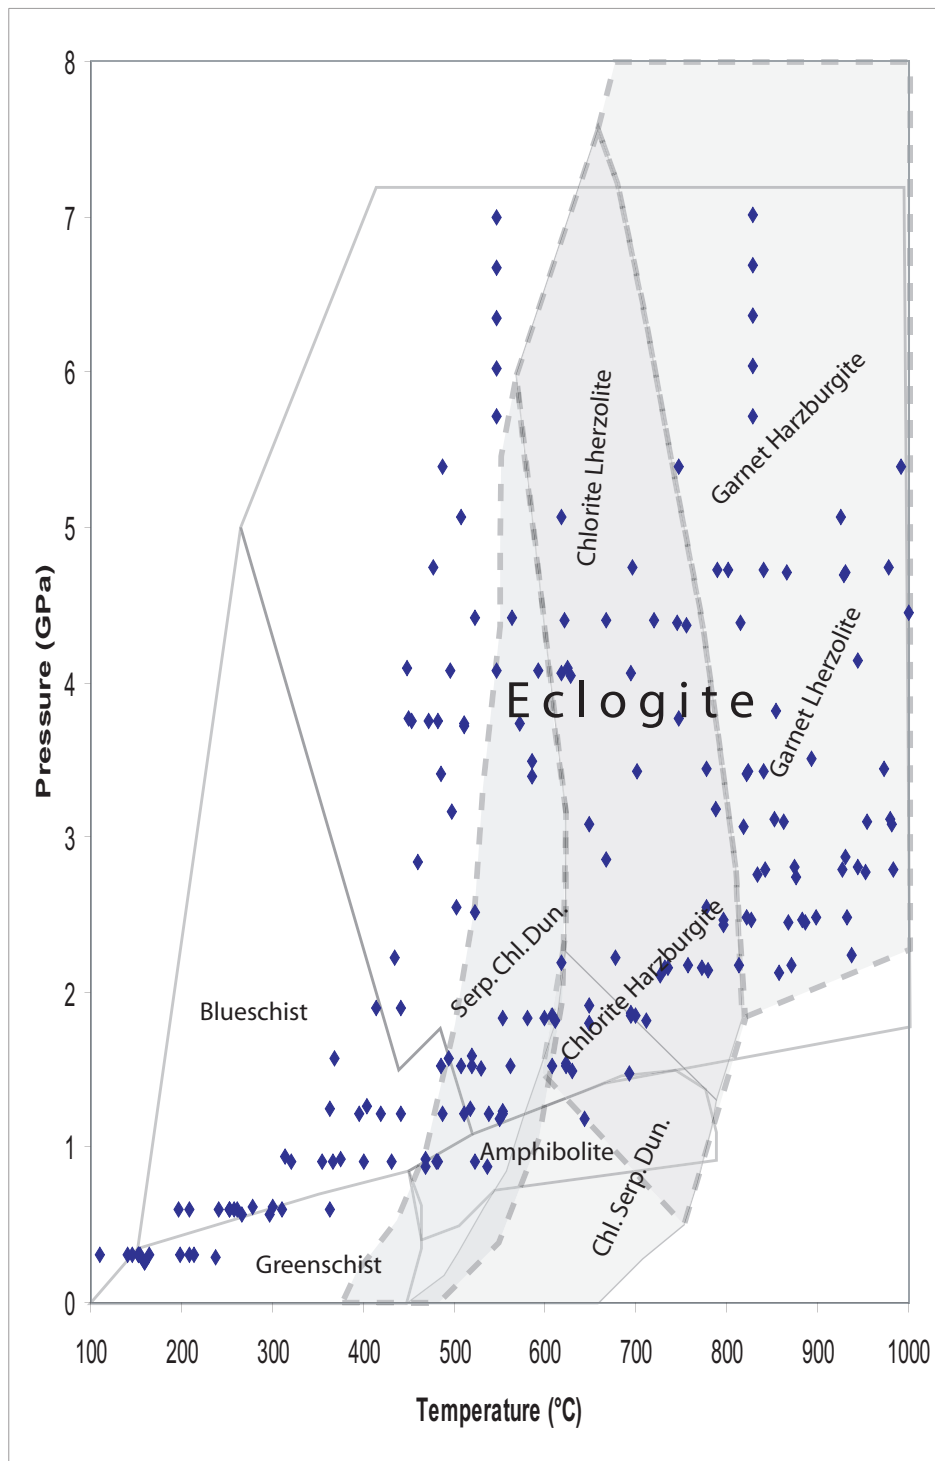 8
7
6
5
4
3
2
1
0
Pressure (GPa)
Garnet Harzburgite
Chlorite Lherzolite
Garnet Lherzolite
Eclogite
Serp. Chl. Dun.
Chlorite Harzburgite
Blueschist
Amphibolite
Chl. Serp. Dun.
Greenschist
100 200 300 400 500 600 700 800 900 1000
Temperature (°C)